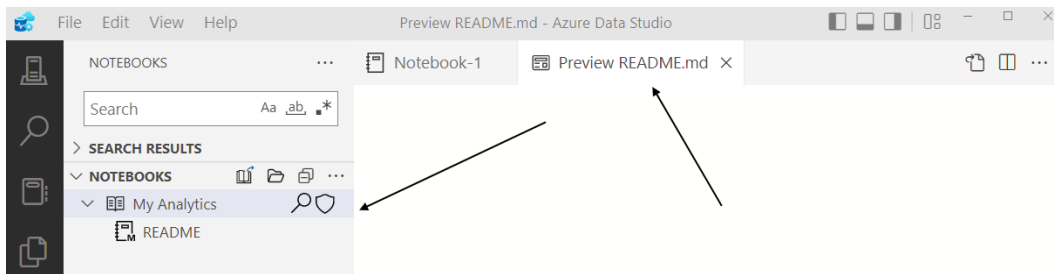 File Edit View Help Preview README.md - Azure Data Studio
NOTEBOOKS ... Notebook-1 Preview README.md
Search Aa ab
SEARCH RESULTS
NOTEBOOKS
My Analytics
README